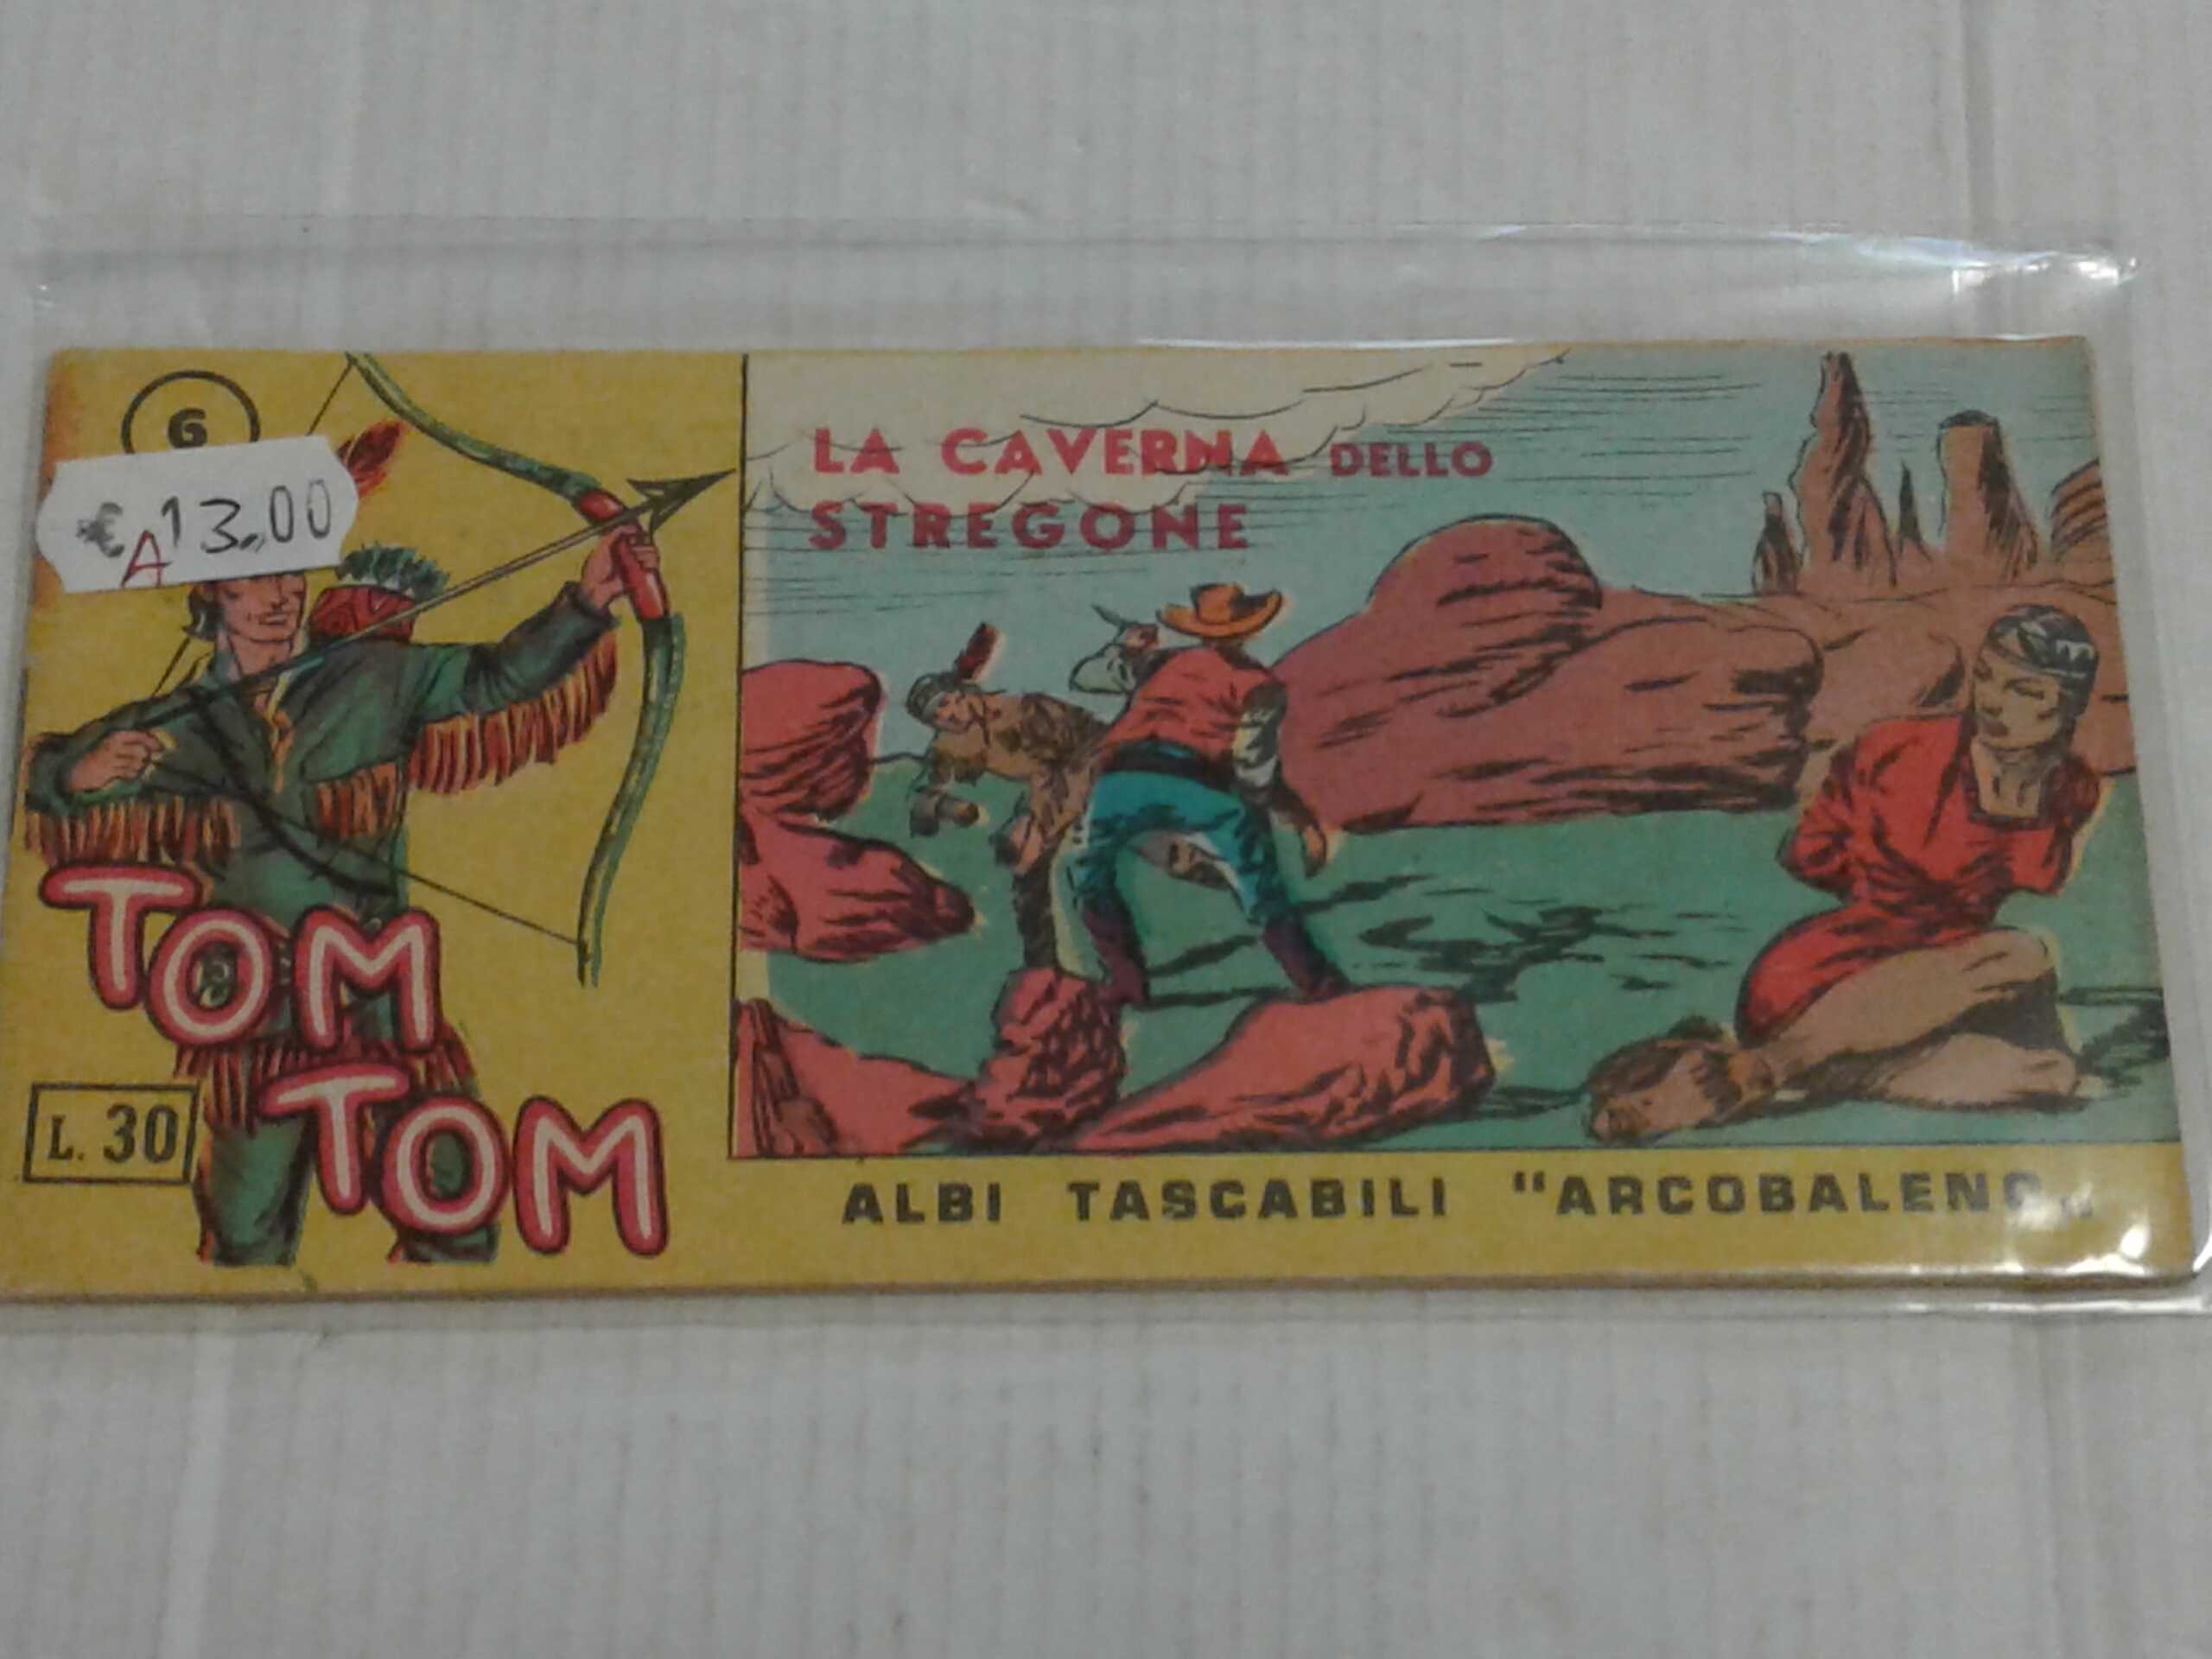 6
€ A 13.00
LA CAVERNA DELLO
STREGONE
TOM
TOM
L. 30
ALBI TASCABILI "ARCOBALENO„